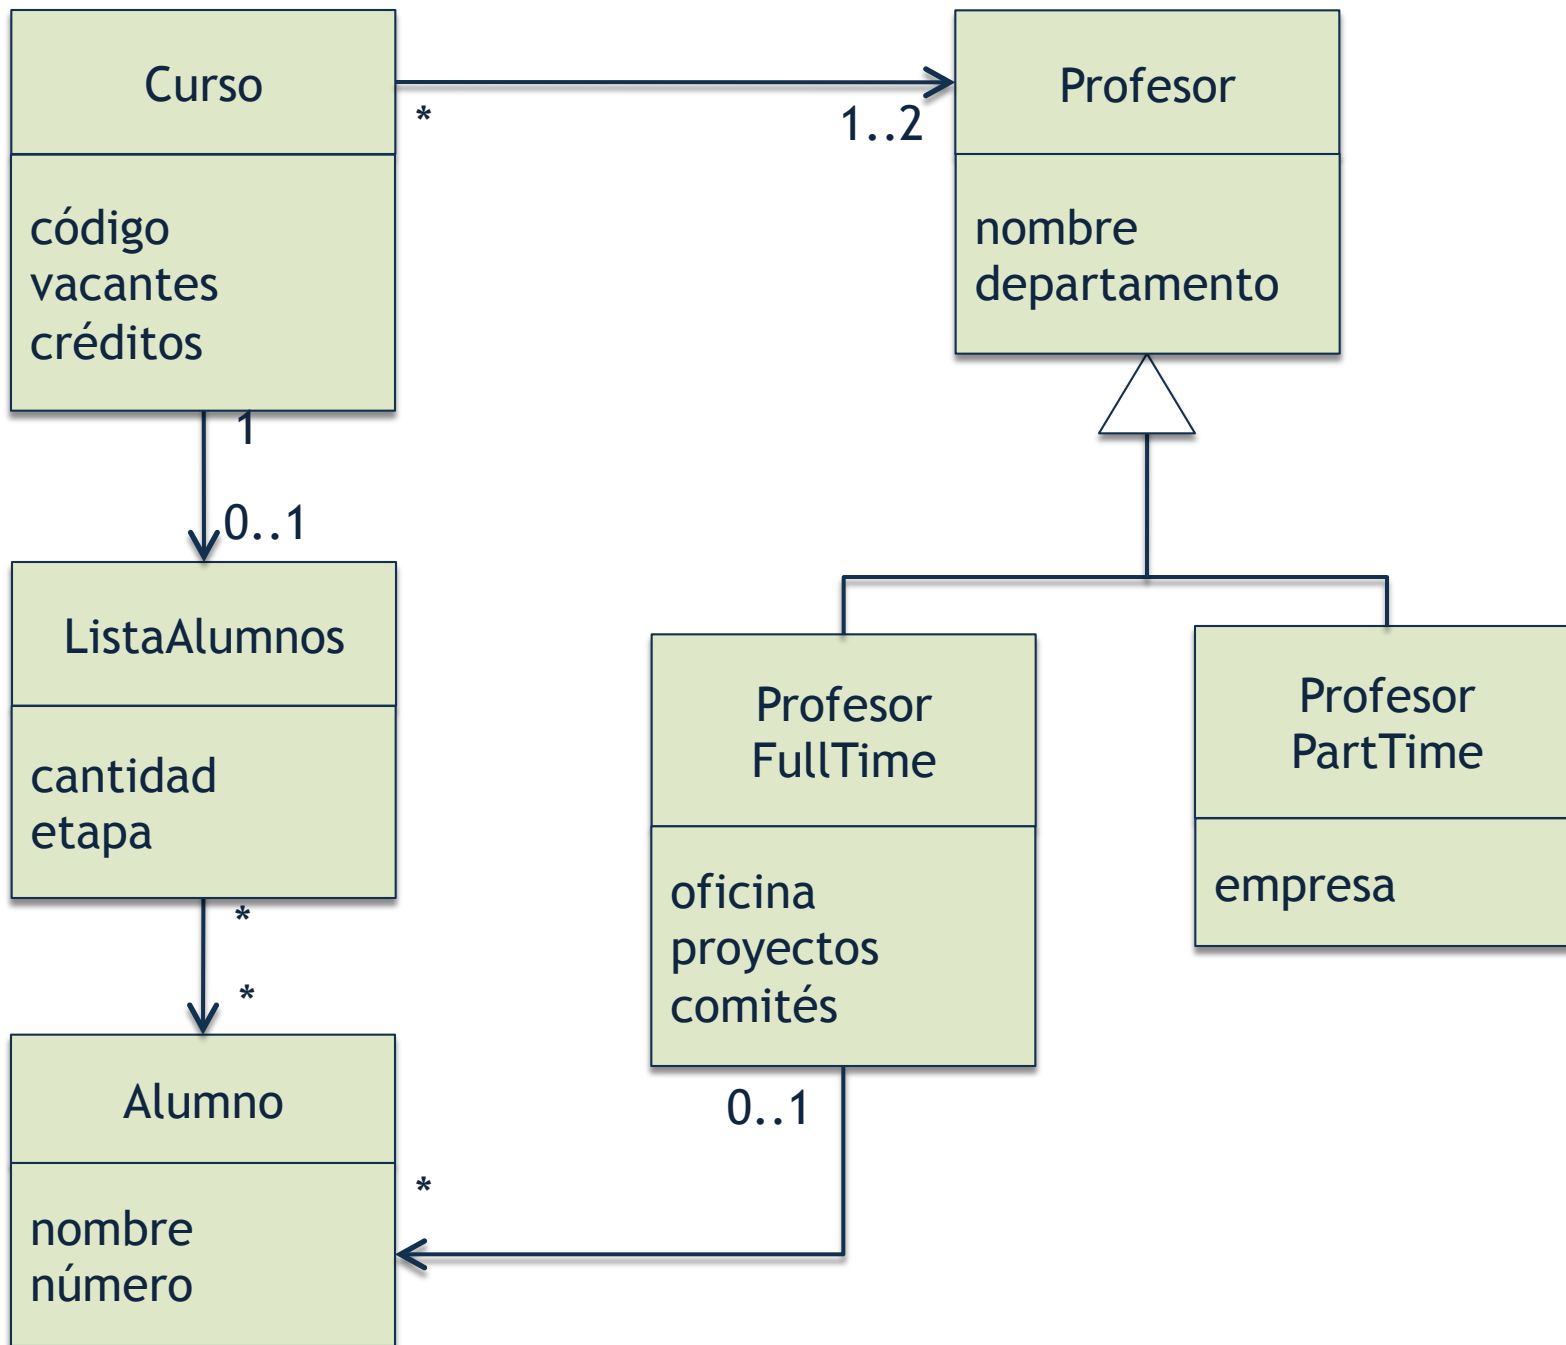 Curso
código
vacantes
créditos
*
1..2
Profesor
nombre
departamento
1
0..1
ListaAlumnos
cantidad
etapa
*
*
Alumno
nombre
número
Profesor
FullTime
oficina
proyectos
comités
0..1
*
Profesor
PartTime
empresa